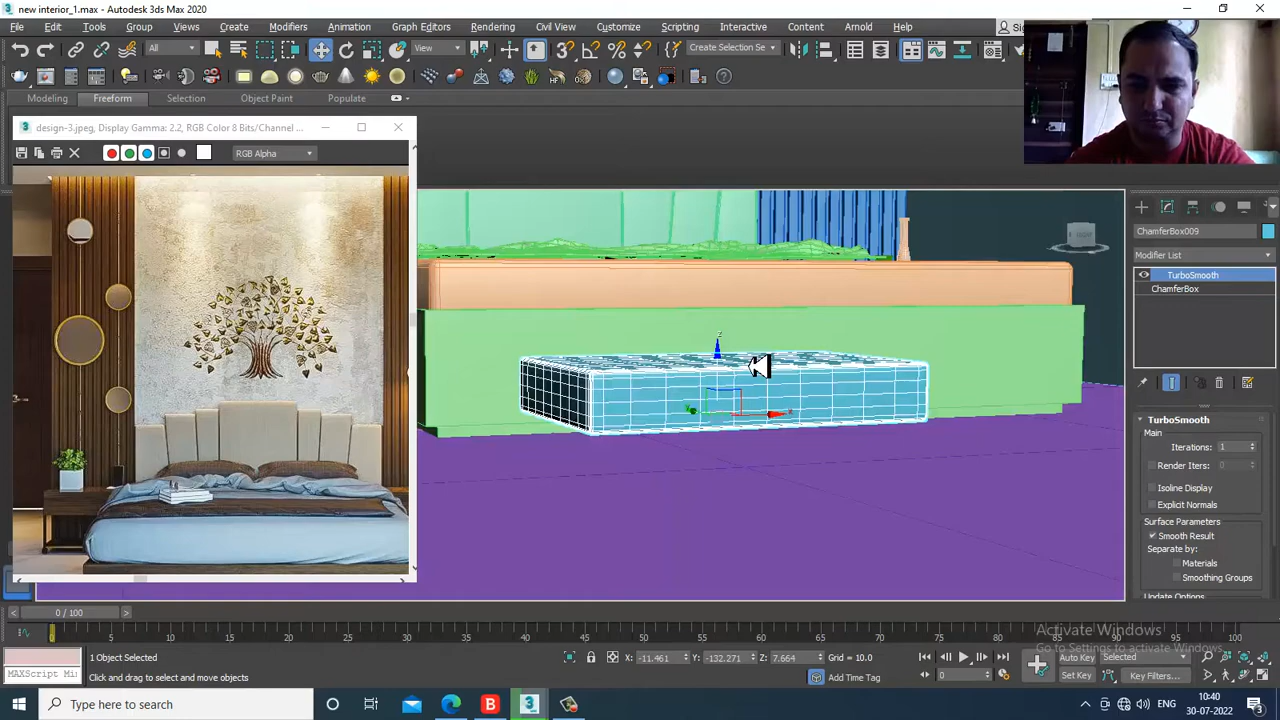 new interior_1.max - Autodesk 3ds Max 2020
File Edit Tools Group Views Create Modifiers Animation Graph Editors Rendering Civil View Customize Scripting Interactive Content Arnold Help
All View Create Selection Se
Modeling Freeform Selection Object Paint Populate
design-3.jpeg, Display Gamma: 2.2, RGB Color 8 Bits/Channel ...
RGB Alpha
ChamferBox009
Modifier List
TurboSmooth
ChamferBox
TurboSmooth
Main
Iterations: 1
Render Iters: 0
Isoline Display
Explicit Normals
Surface Parameters
Smooth Result
Separate by:
Materials
Smoothing Groups
Update Options
0 / 100
0 5 10 15 20 25 30 35 40 45 50 55 60 65 70 75 80 85 90 95 100
Activate Windows
Go to Settings to activate Windows.
1 Object Selected
X: -11.461 Y: -132.271 Z: 7.664 Grid = 10.0
Auto Key Selected
MAXScript Mi
Click and drag to select and move objects
Add Time Tag
0
Set Key Key Filters...
Type here to search
ENG
10:40
30-07-2022
3